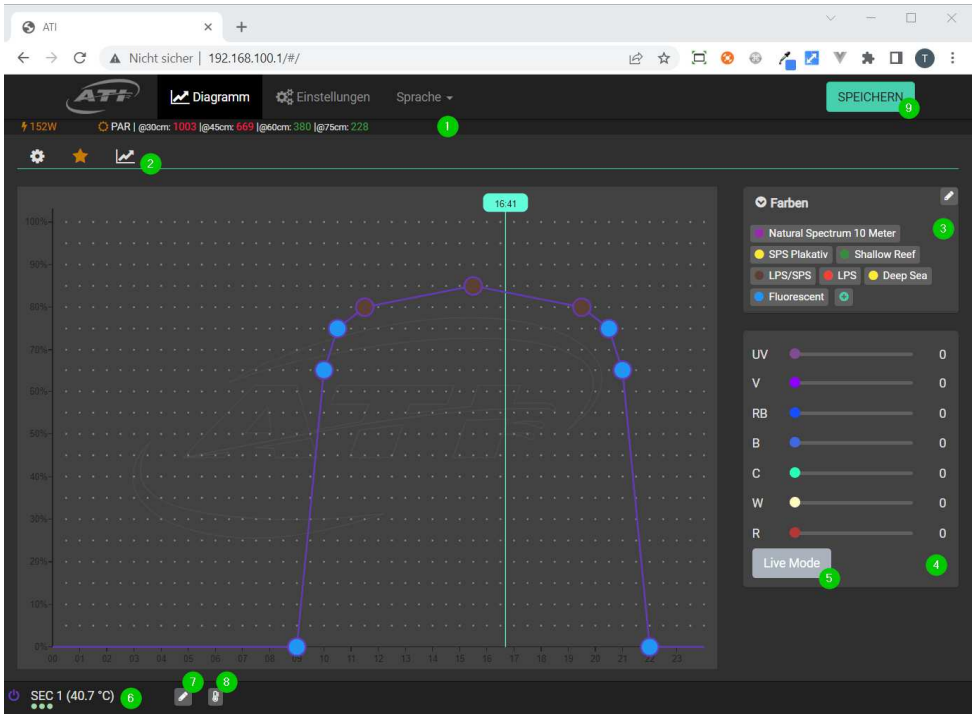 ATI
Nicht sicher | 192.168.100.1/#/
T
ATI Diagramm Einstellungen Sprache SPEICHERN 9
152W PAR | @30cm: 1003 |@45cm: 669 |@60cm: 380 |@75cm: 228 1
2
16:41
100%
90%
80%
70%
60%
50%
40%
30%
20%
10%
0%
00 01 02 03 04 05 06 07 08 09 10 11 12 13 14 15 16 17 18 19 20 21 22 23
Farben
3
Natural Spectrum 10 Meter
SPS Plakativ Shallow Reef
LPS/SPS LPS Deep Sea
Fluorescent
UV 0
V 0
RB 0
B 0
C 0
W 0
R 0
Live Mode 5 4
SEC 1 (40.7 °C) 6 7 8